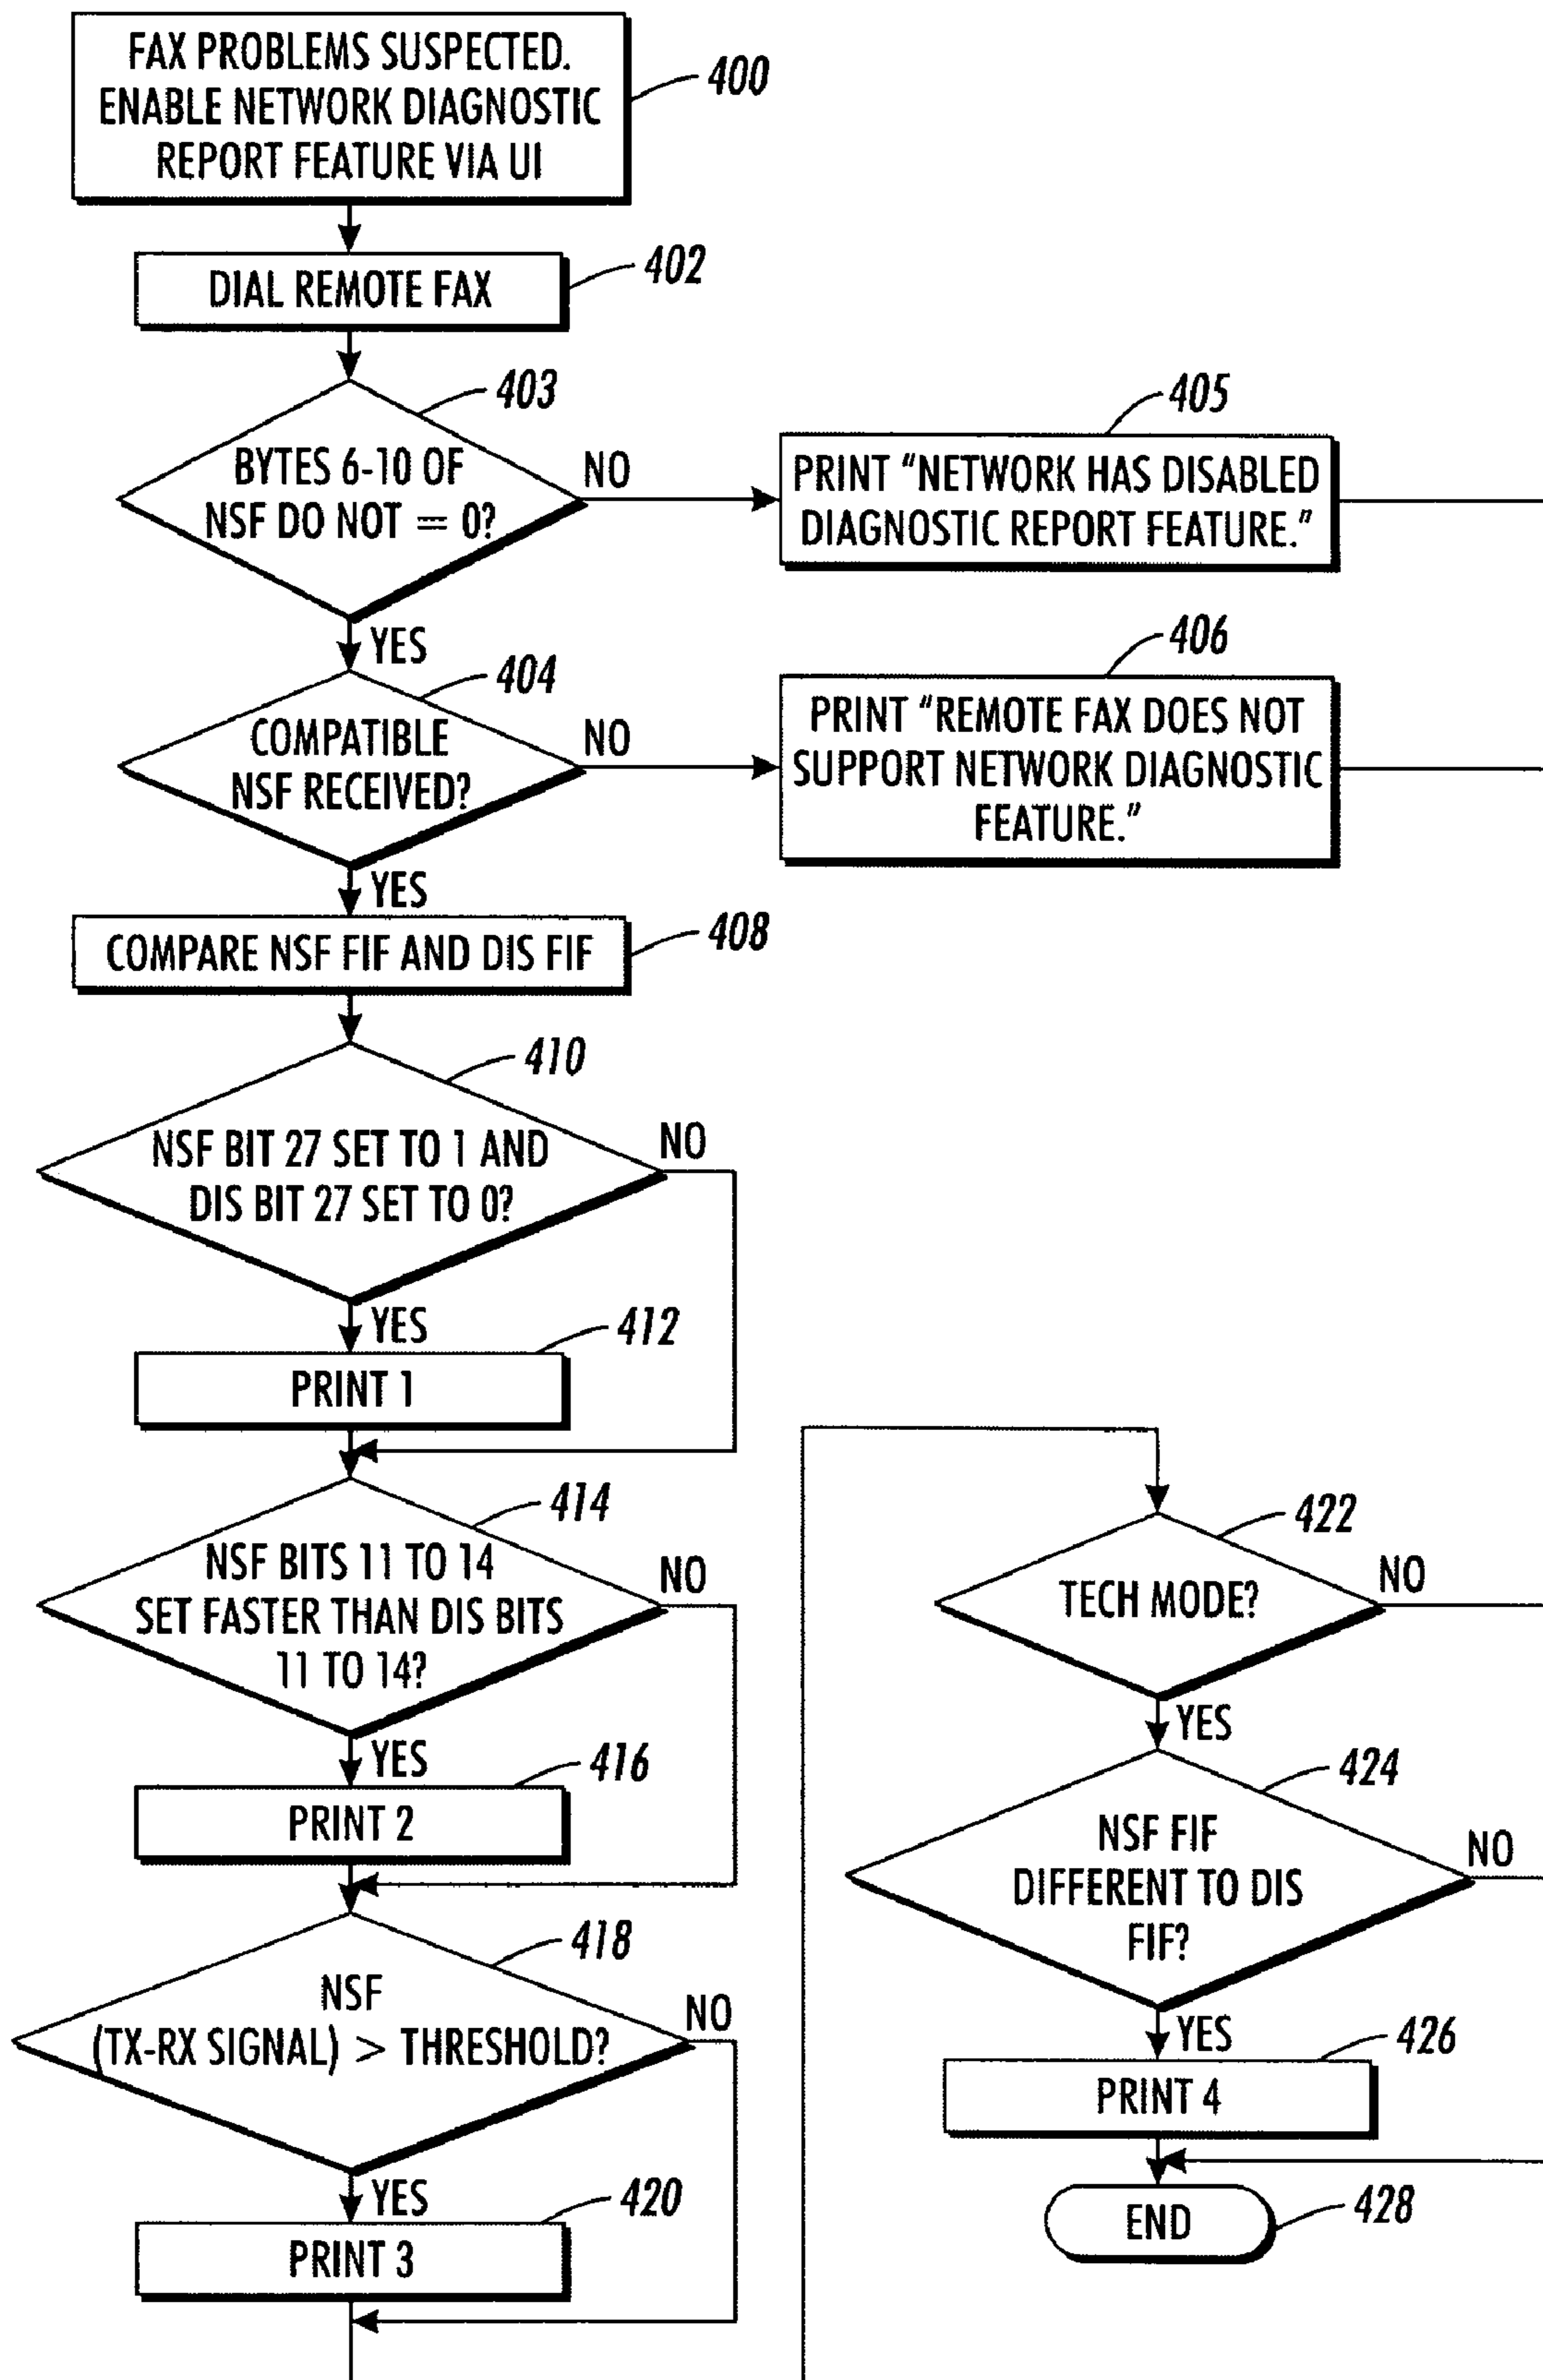 FAX PROBLEMS SUSPECTED.
ENABLE NETWORK DIAGNOSTIC
REPORT FEATURE VIA UI
400
DIAL REMOTE FAX
402
403
BYTES 6-10 OF
NSF DO NOT = 0?
NO
YES
405
PRINT "NETWORK HAS DISABLED
DIAGNOSTIC REPORT FEATURE."
404
COMPATIBLE
NSF RECEIVED?
NO
YES
406
PRINT "REMOTE FAX DOES NOT
SUPPORT NETWORK DIAGNOSTIC
FEATURE."
COMPARE NSF FIF AND DIS FIF
408
410
NSF BIT 27 SET TO 1 AND
DIS BIT 27 SET TO 0?
NO
YES
412
PRINT 1
414
NSF BITS 11 TO 14
SET FASTER THAN DIS BITS
11 TO 14?
NO
YES
416
PRINT 2
418
NSF
(TX-RX SIGNAL) > THRESHOLD?
NO
YES
420
PRINT 3
422
TECH MODE?
NO
YES
424
NSF FIF
DIFFERENT TO DIS
FIF?
NO
YES
426
PRINT 4
END
428